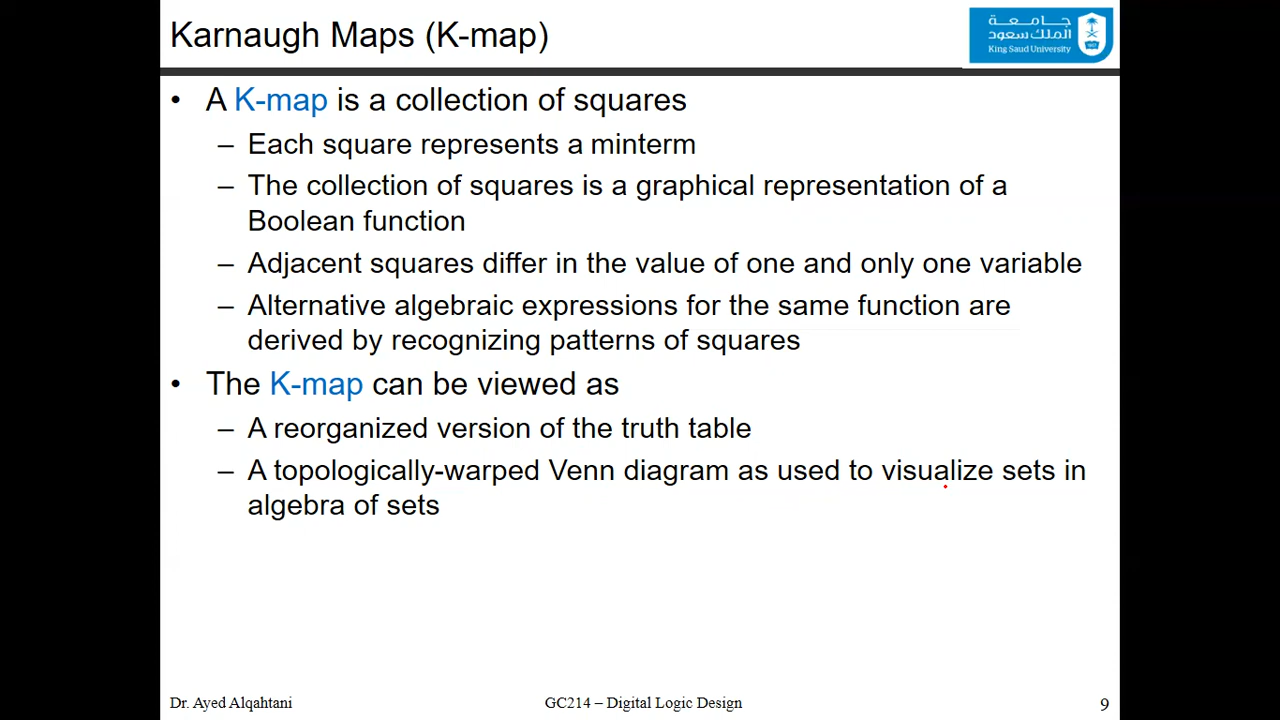 Karnaugh Maps (K-map)
جامعة
الملك سعود
King Saud University
• A K-map is a collection of squares
– Each square represents a minterm
– The collection of squares is a graphical representation of a
Boolean function
– Adjacent squares differ in the value of one and only one variable
– Alternative algebraic expressions for the same function are
derived by recognizing patterns of squares
• The K-map can be viewed as
– A reorganized version of the truth table
– A topologically-warped Venn diagram as used to visualize sets in
algebra of sets
Dr. Ayed Alqahtani
GC214 – Digital Logic Design
9